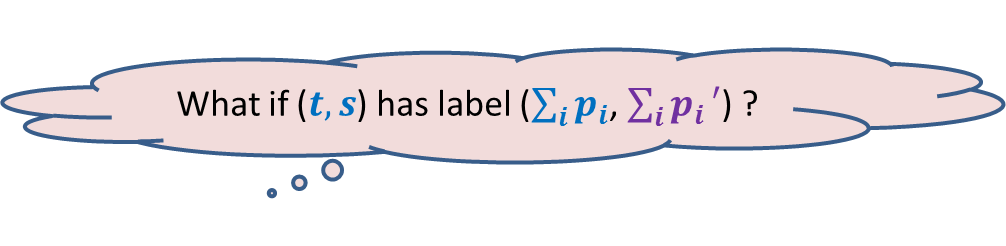 What if (t, s) has label (∑ᵢ pᵢ, ∑ᵢ pᵢ ′) ?